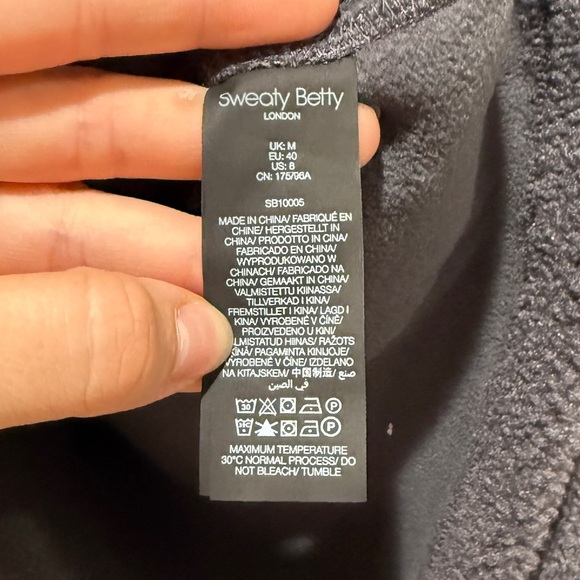 sweaty Betty
LONDON
UK: M
EU: 40
US: 8
CN: 175/96A
SB10005
MADE IN CHINA/ FABRIQUÉ EN
CHINE/ HERGESTELLT IN
CHINA/ PRODOTTO IN CINA/
FABRICADO EN CHINA/
WYPRODUKOWANO W
CHINACH/ FABRICADO NA
CHINA/ GEMAAKT IN CHINA/
VALMISTETTU KIINASSA/
TILLVERKAD I KINA/
FREMSTILLET I KINA/ LAGD I
KINA/ VYROBENÉ V ČÍNĚ/
PROIZVEDENO U KINI/
VALMISTATUD HIINAS/ RAŽOTS
ĶĪNĀ/ PAGAMINTA KINIJOJE/
VYROBENÉ V ČÍNE/ IZDELANO
NA KITAJSKEM/ 中国制造/ صنع
في الصين
30 P
30°C P
MAXIMUM TEMPERATURE
30°C NORMAL PROCESS/ DO
NOT BLEACH/ TUMBLE